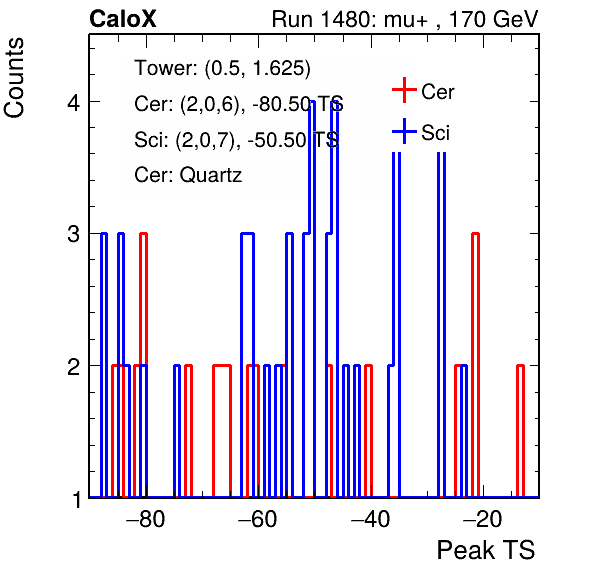 CaloX Run 1480: mu+ , 170 GeV
Counts
Tower: (0.5, 1.625)
Cer: (2,0,6), -80.50 TS
Sci: (2,0,7), -50.50 TS
Cer: Quartz
Cer
Sci
4
3
2
1
−80 −60 −40 −20
Peak TS